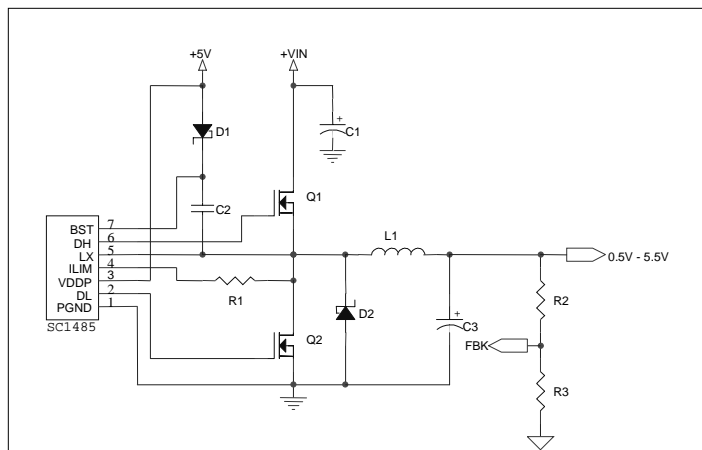 +5V
+VIN
D1
C1
Q1
C2
L1
BST 7
DH 6
LX 5
ILIM 4
VDDP 3
DL 2
PGND 1
SC1485
0.5V - 5.5V
R1
R2
D2
C3
Q2
FBK
R3
+
+